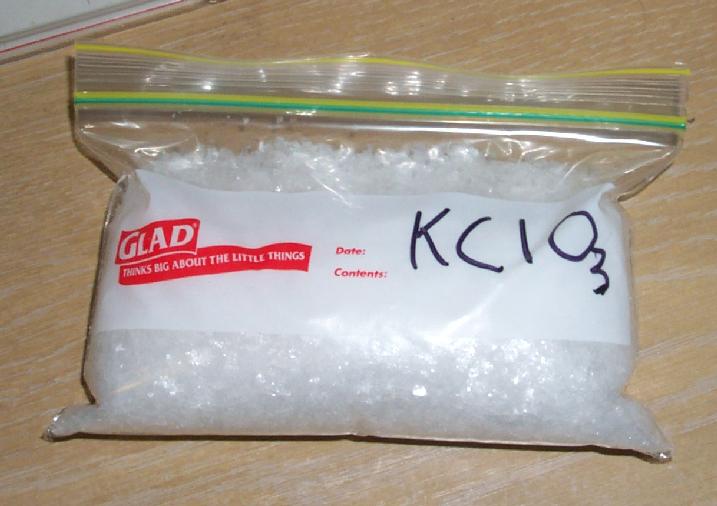 GLAD
THINKS BIG ABOUT THE LITTLE THINGS
Date:
Contents:
KClO₃